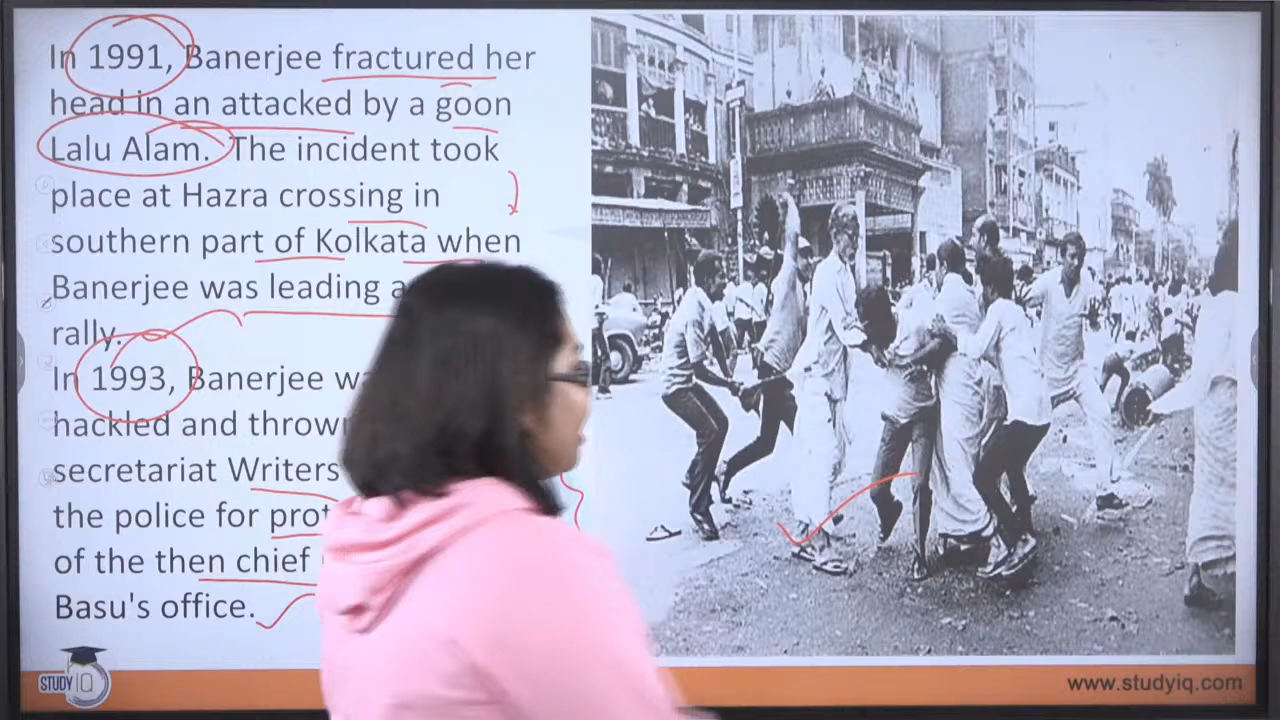 In 1991, Banerjee fractured her
head in an attacked by a goon
Lalu Alam. The incident took
place at Hazra crossing in
southern part of Kolkata when
Banerjee was leading a
rally.
In 1993, Banerjee
hackled and thrown
secretariat Writers
the police for
of the then chief
Basu's office.
STUDY IQ
www.studyiq.com